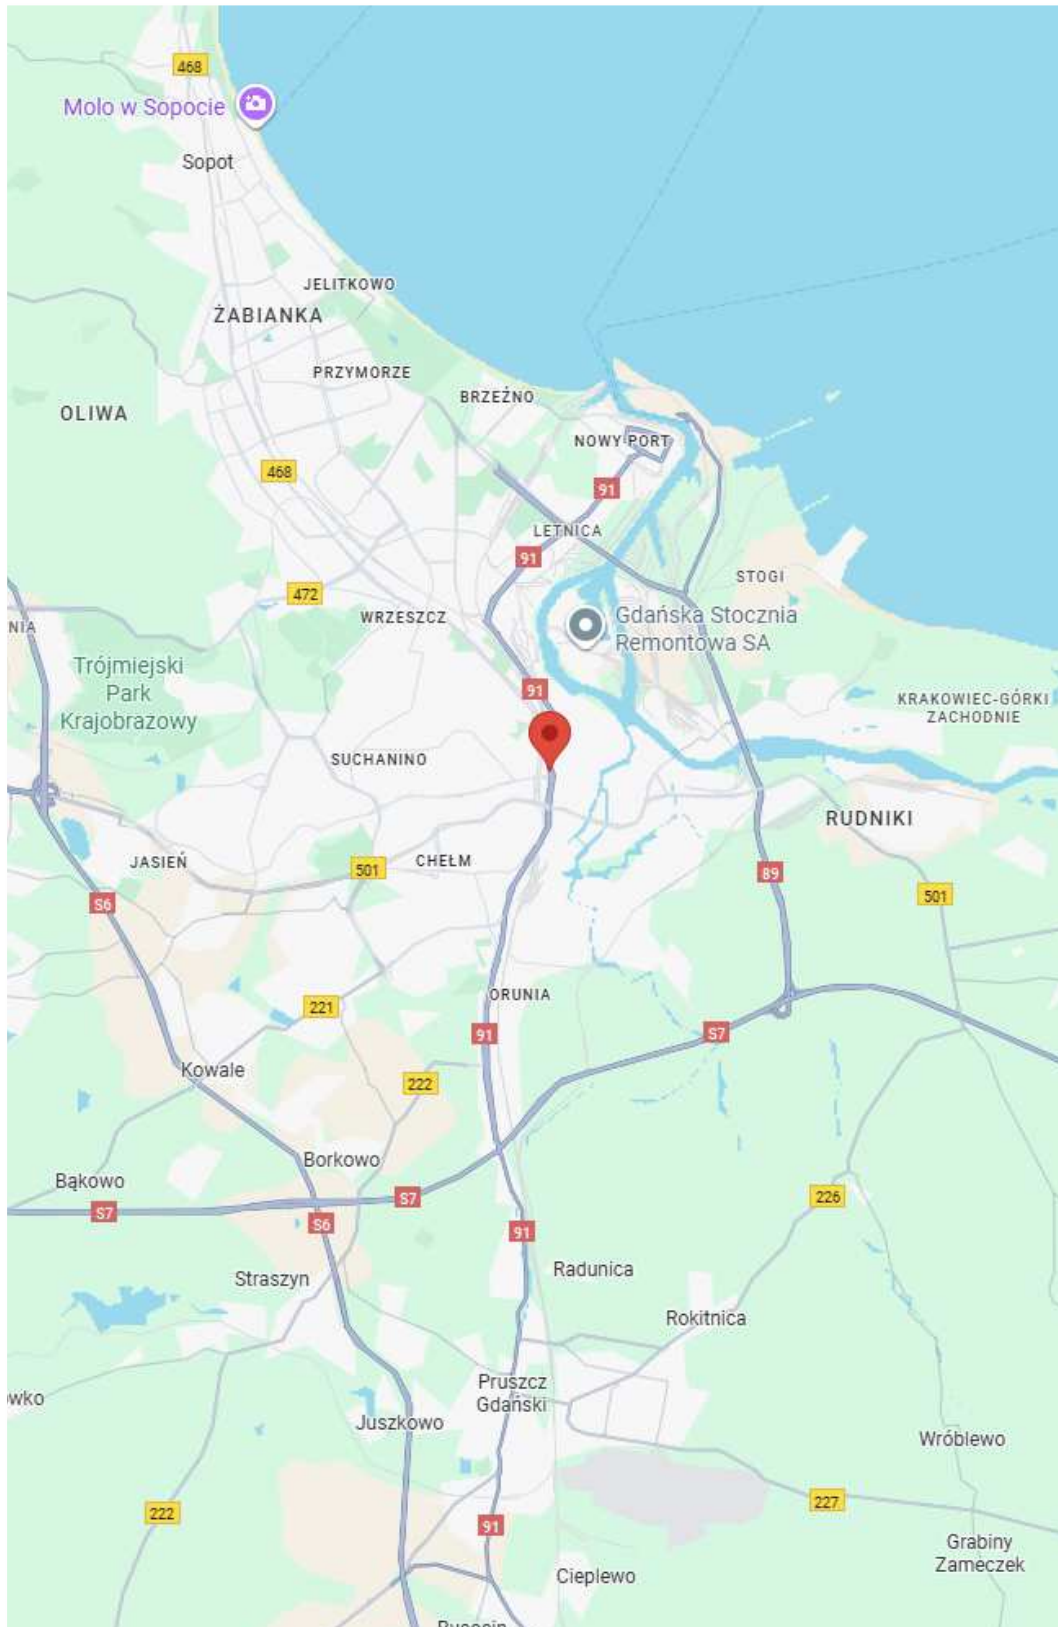 468
Molo w Sopocie
Sopot
JELITKOWO
ŻABIANKA
PRZYMORZE
BRZEŹNO
OLIWA
NOWY PORT
468
91
LETNICA
91
STOGI
472
WRZESZCZ
Gdańska Stocznia
Remontowa SA
NIA
Trójmiejski
Park
Krajobrazowy
91
KRAKOWIEC-GÓRKI
ZACHODNIE
SUCHANINO
RUDNIKI
JASIEŃ
CHEŁM
501
89
S6
501
ORUNIA
221
91
S7
Kowale
222
Borkowo
Bąkowo
S7
S7
226
S6
91
Straszyn
Radunica
Rokitnica
Pruszcz
Gdański
wko
Juszkowo
Wróblewo
222
227
91
Grabiny
Zameczek
Cieplewo